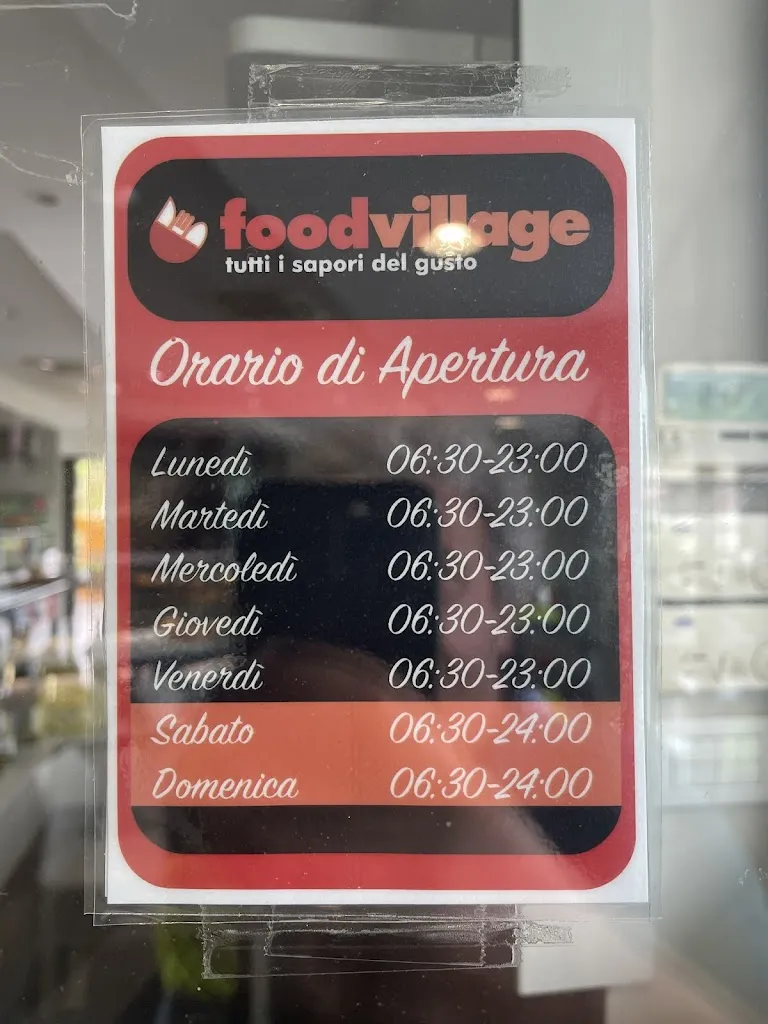 foodvillage
tutti i sapori del gusto
Orario di Apertura
Lunedì 06:30-23:00
Martedì 06:30-23:00
Mercoledì 06:30-23:00
Giovedì 06:30-23:00
Venerdì 06:30-23:00
Sabato 06:30-24:00
Domenica 06:30-24:00